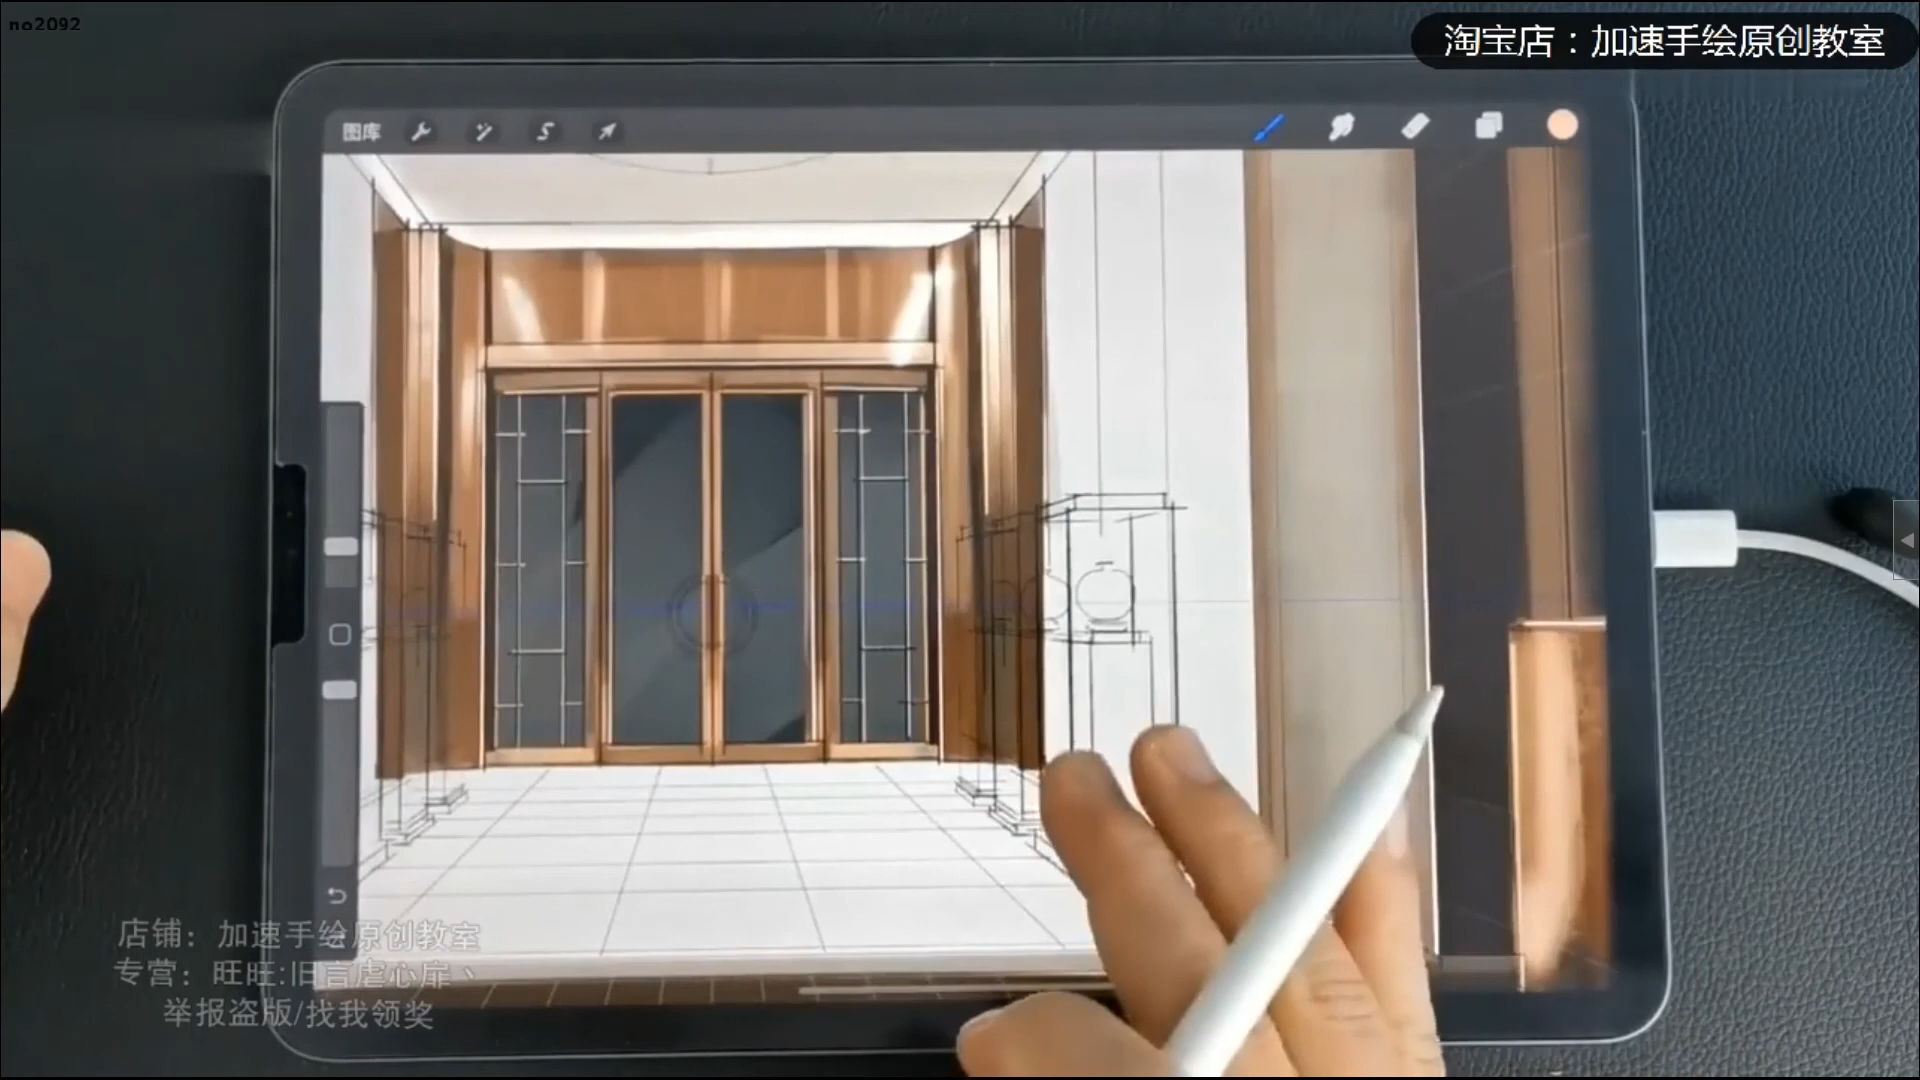 no2092
淘宝店：加速手绘原创教室
图库
店铺：加速手绘原创教室
专营：旺旺:旧言虐心扉丶
举报盗版/找我领奖